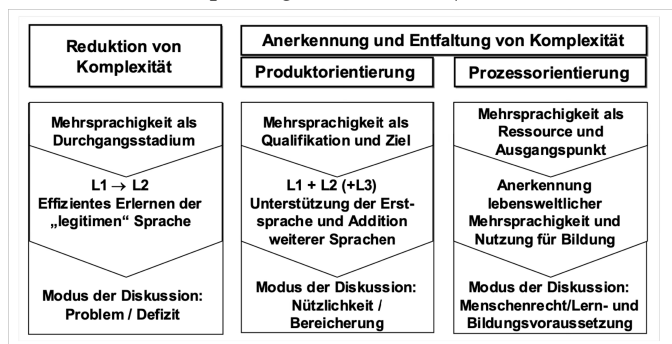 Reduktion von
Komplexität
Anerkennung und Entfaltung von Komplexität
Produktorientierung
Prozessorientierung
Mehrsprachigkeit als
Durchgangsstadium
L1 → L2
Effizientes Erlernen der
„legitimen“ Sprache
Modus der Diskussion:
Problem / Defizit
Mehrsprachigkeit als
Qualifikation und Ziel
L1 + L2 (+L3)
Unterstützung der Erst-
sprache und Addition
weiterer Sprachen
Modus der Diskussion:
Nützlichkeit /
Bereicherung
Mehrsprachigkeit als
Ressource und
Ausgangspunkt
Anerkennung
lebensweltlicher
Mehrsprachigkeit und
Nutzung für Bildung
Modus der Diskussion:
Menschenrecht/Lern- und
Bildungsvoraussetzung